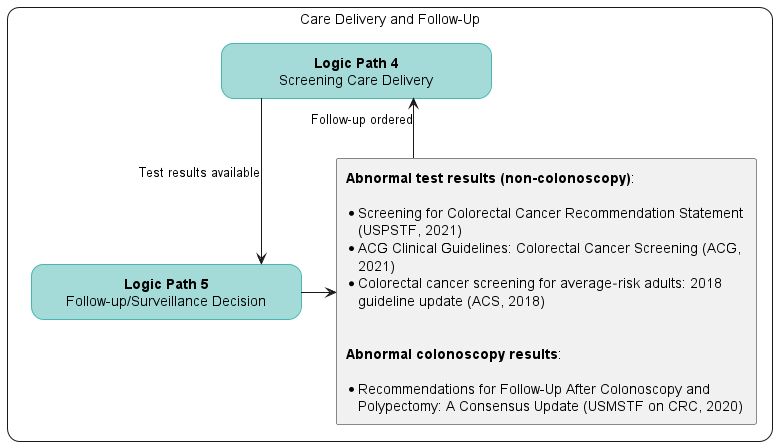 Care Delivery and Follow-Up
Logic Path 4
Screening Care Delivery
Follow-up ordered
Test results available
Logic Path 5
Follow-up/Surveillance Decision
Abnormal test results (non-colonoscopy):
• Screening for Colorectal Cancer Recommendation Statement
(USPSTF, 2021)
• ACG Clinical Guidelines: Colorectal Cancer Screening (ACG,
2021)
• Colorectal cancer screening for average-risk adults: 2018
guideline update (ACS, 2018)
Abnormal colonoscopy results:
• Recommendations for Follow-Up After Colonoscopy and
Polypectomy: A Consensus Update (USMSTF on CRC, 2020)